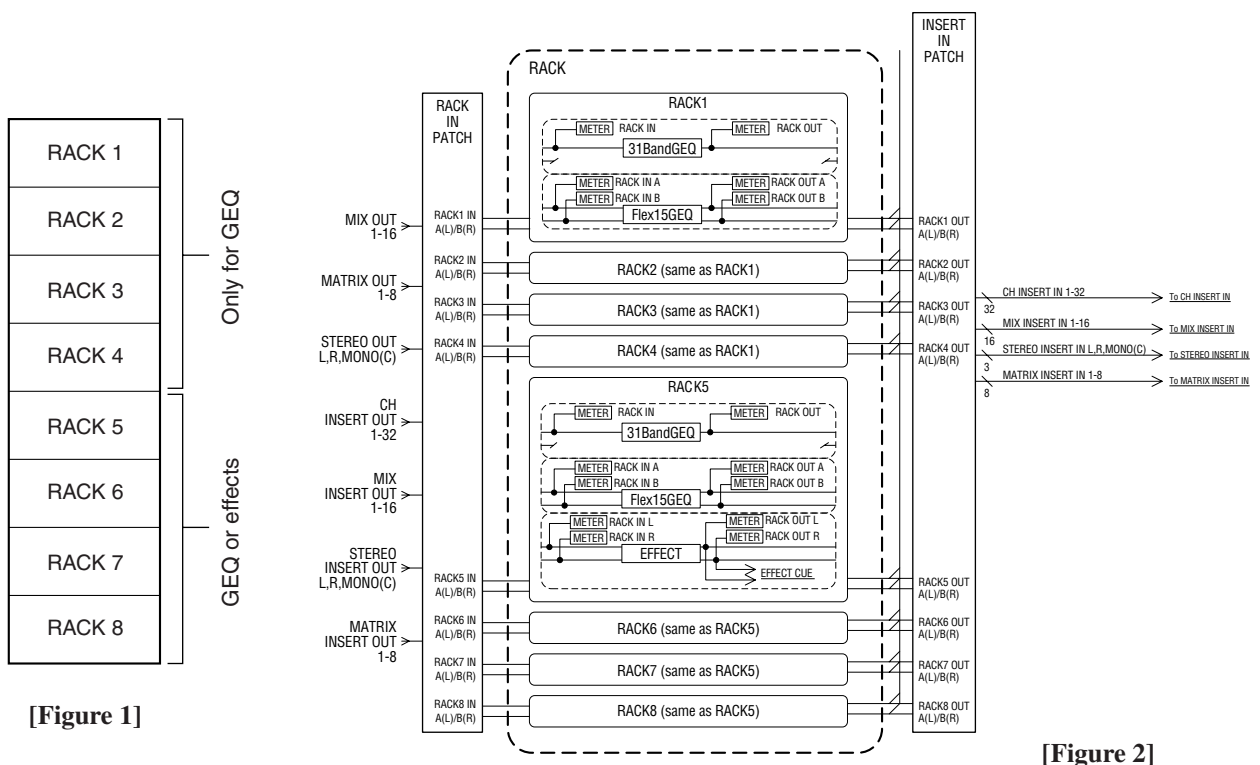 RACK 1
RACK 2
RACK 3
RACK 4
RACK 5
RACK 6
RACK 7
RACK 8
Only for GEQ
GEQ or effects
[Figure 1]
MIX OUT
1-16
MATRIX OUT
1-8
STEREO OUT
L,R,MONO(C)
CH
INSERT OUT
1-32
MIX
INSERT OUT
1-16
STEREO
INSERT OUT
L,R,MONO(C)
MATRIX
INSERT OUT
1-8
RACK
IN
PATCH
RACK1 IN
A(L)/B(R)
RACK2 IN
A(L)/B(R)
RACK3 IN
A(L)/B(R)
RACK4 IN
A(L)/B(R)
RACK5 IN
A(L)/B(R)
RACK6 IN
A(L)/B(R)
RACK7 IN
A(L)/B(R)
RACK8 IN
A(L)/B(R)
RACK
RACK1
METER RACK IN METER RACK OUT
31BandGEQ
METER RACK IN A METER RACK OUT A
METER RACK IN B METER RACK OUT B
Flex15GEQ
RACK2 (same as RACK1)
RACK3 (same as RACK1)
RACK4 (same as RACK1)
RACK5
METER RACK IN METER RACK OUT
31BandGEQ
METER RACK IN A METER RACK OUT A
METER RACK IN B METER RACK OUT B
Flex15GEQ
METER RACK IN L METER RACK OUT L
METER RACK IN R METER RACK OUT R
EFFECT
EFFECT CUE
RACK6 (same as RACK5)
RACK7 (same as RACK5)
RACK8 (same as RACK5)
INSERT
IN
PATCH
RACK1 OUT
A(L)/B(R)
RACK2 OUT
A(L)/B(R)
RACK3 OUT
A(L)/B(R)
RACK4 OUT
A(L)/B(R)
RACK5 OUT
A(L)/B(R)
RACK6 OUT
A(L)/B(R)
RACK7 OUT
A(L)/B(R)
RACK8 OUT
A(L)/B(R)
CH INSERT IN 1-32 To CH INSERT IN
32
MIX INSERT IN 1-16 To MIX INSERT IN
16
STEREO INSERT IN L,R,MONO(C) To STEREO INSERT IN
3
MATRIX INSERT IN 1-8 To MATRIX INSERT IN
8
[Figure 2]